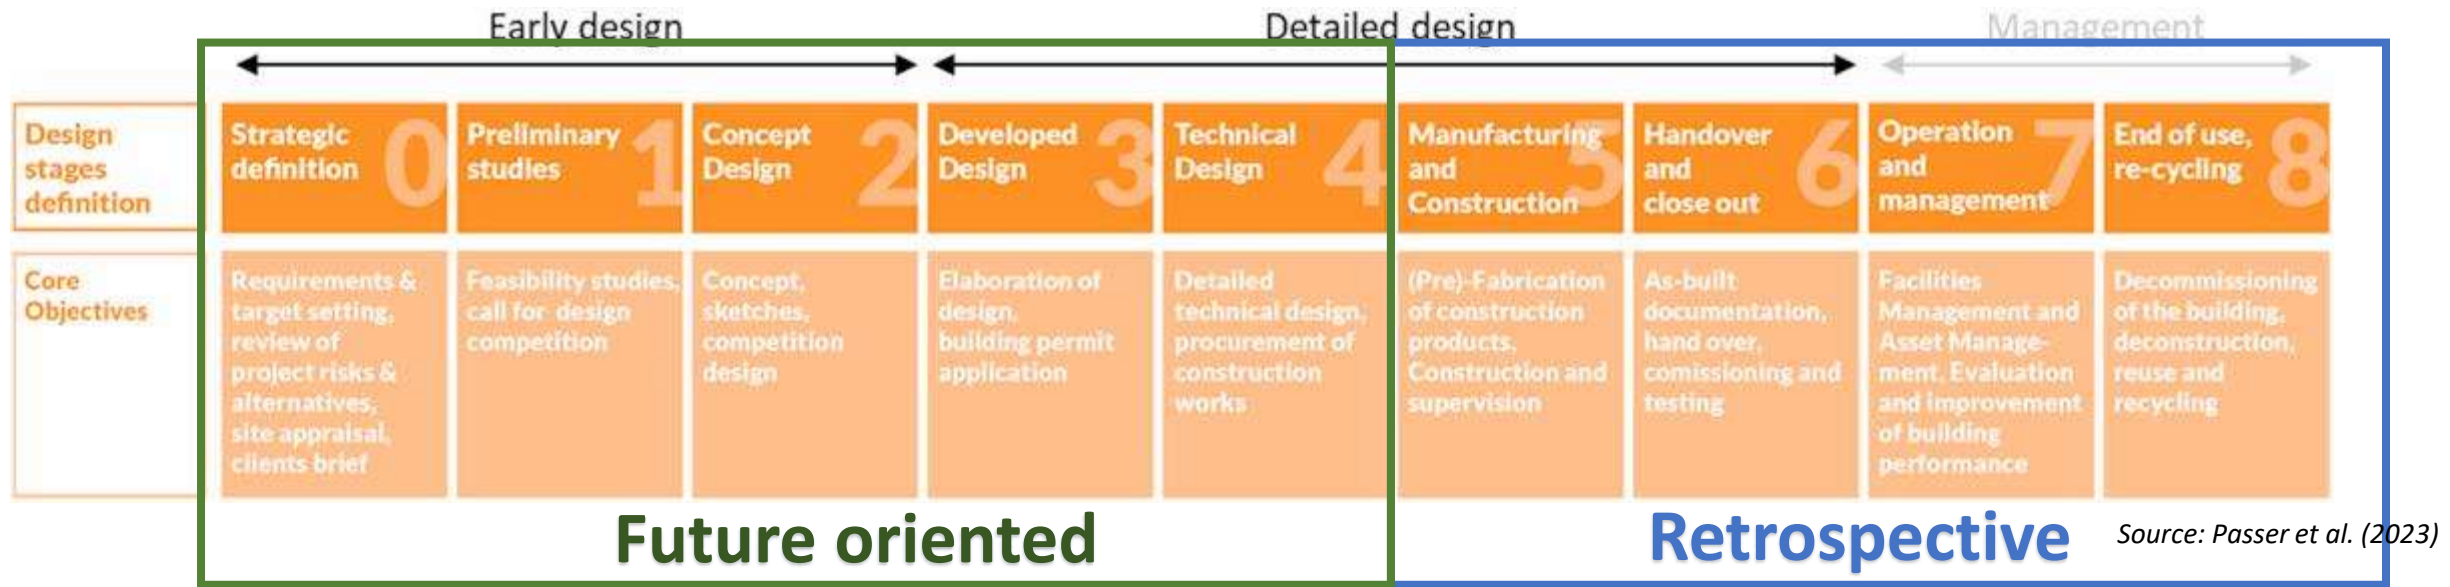 Early design
Detailed design
Management
Design
stages
definition
Strategic
definition
0
Preliminary
studies
1
Concept
Design
2
Developed
Design
3
Technical
Design
4
Manufacturing
and
Construction
5
Handover
and
close out
6
Operation
and
management
7
End of use,
re-cycling
8
Core
Objectives
Requirements &
target setting,
review of
project risks &
alternatives,
site appraisal,
clients brief
Feasibility studies,
call for design
competition
Concept,
sketches,
competition
design
Elaboration of
design,
building permit
application
Detailed
technical design,
procurement of
construction
works
(Pre)-Fabrication
of construction
products,
Construction and
supervision
As-built
documentation,
hand over,
comissioning and
testing
Facilities
Management and
Asset Manage-
ment, Evaluation
and improvement
of building
performance
Decommissioning
of the building,
deconstruction,
reuse and
recycling
Future oriented
Retrospective
Source: Passer et al. (2023)